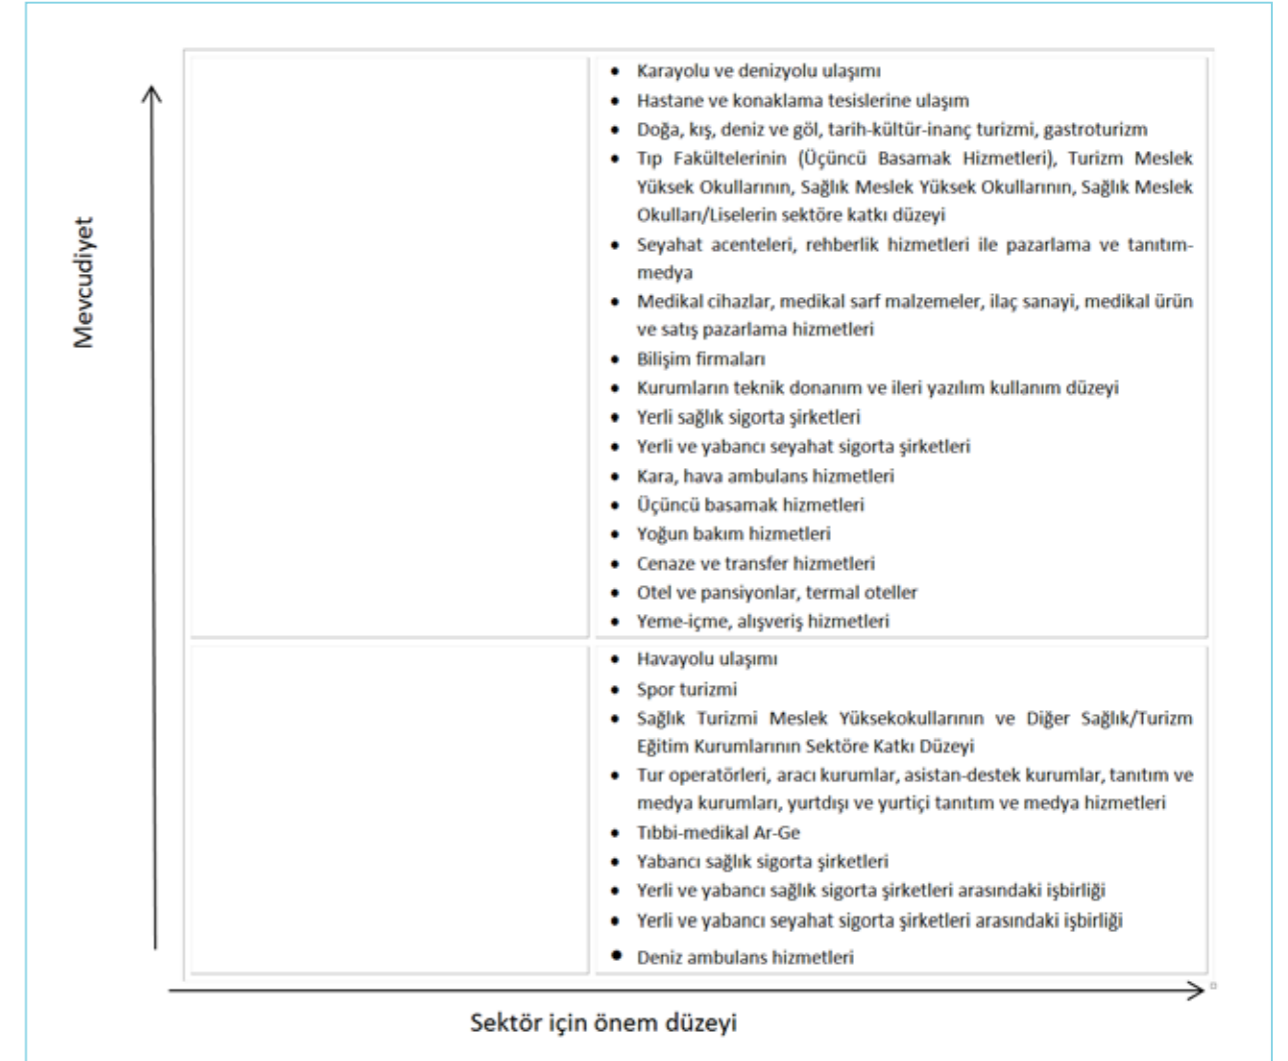 • Karayolu ve denizyolu ulaşımı
• Hastane ve konaklama tesislerine ulaşım
• Doğa, kış, deniz ve göl, tarih-kültür-inanç turizmi, gastroturizm
• Tıp Fakültelerinin (Üçüncü Basamak Hizmetleri), Turizm Meslek
Yüksek Okullarının, Sağlık Meslek Yüksek Okullarının, Sağlık Meslek
Okulları/Liselerin sektöre katkı düzeyi
• Seyahat acenteleri, rehberlik hizmetleri ile pazarlama ve tanıtım-
medya
• Medikal cihazlar, medikal sarf malzemeler, ilaç sanayi, medikal ürün
ve satış pazarlama hizmetleri
• Bilişim firmaları
• Kurumların teknik donanım ve ileri yazılım kullanım düzeyi
• Yerli sağlık sigorta şirketleri
• Yerli ve yabancı seyahat sigorta şirketleri
• Kara, hava ambulans hizmetleri
• Üçüncü basamak hizmetleri
• Yoğun bakım hizmetleri
• Cenaze ve transfer hizmetleri
• Otel ve pansiyonlar, termal oteller
• Yeme-içme, alışveriş hizmetleri
Mevcudiyet
• Havayolu ulaşımı
• Spor turizmi
• Sağlık Turizmi Meslek Yüksekokullarının ve Diğer Sağlık/Turizm
Eğitim Kurumlarının Sektöre Katkı Düzeyi
• Tur operatörleri, aracı kurumlar, asistan-destek kurumlar, tanıtım ve
medya kurumları, yurtdışı ve yurtiçi tanıtım ve medya hizmetleri
• Tıbbi-medikal Ar-Ge
• Yabancı sağlık sigorta şirketleri
• Yerli ve yabancı sağlık sigorta şirketleri arasındaki işbirliği
• Yerli ve yabancı seyahat sigorta şirketleri arasındaki işbirliği
• Deniz ambulans hizmetleri
Sektör için önem düzeyi